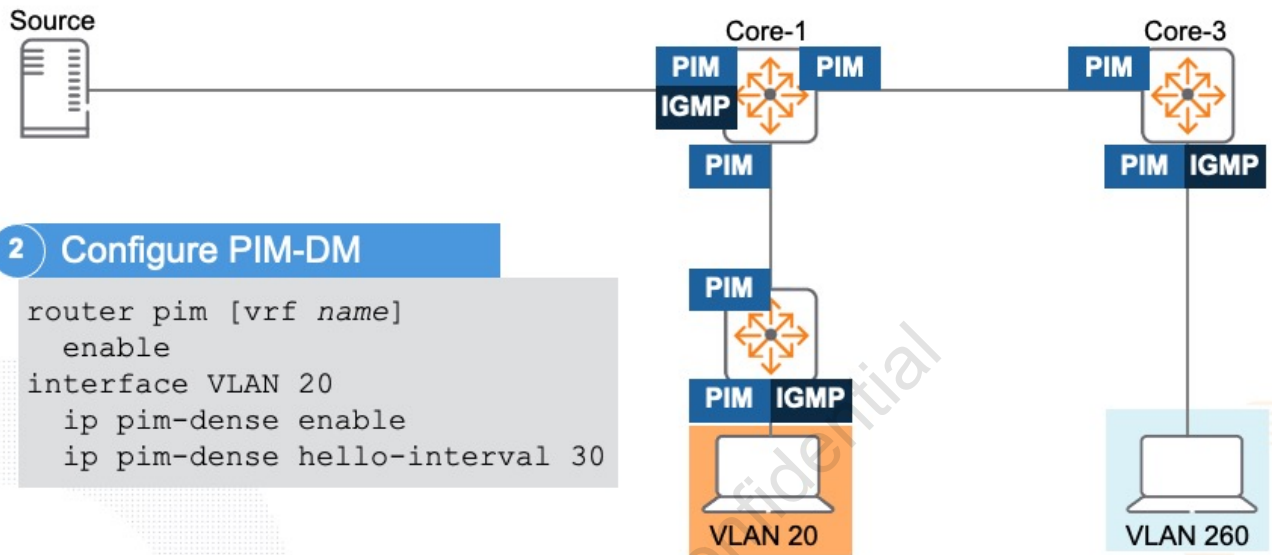 Source
Core-1
Core-3
PIM
PIM
PIM
IGMP
PIM
PIM IGMP
2 Configure PIM-DM
router pim [vrf name]
enable
interface VLAN 20
ip pim-dense enable
ip pim-dense hello-interval 30
PIM
PIM IGMP
VLAN 20
VLAN 260